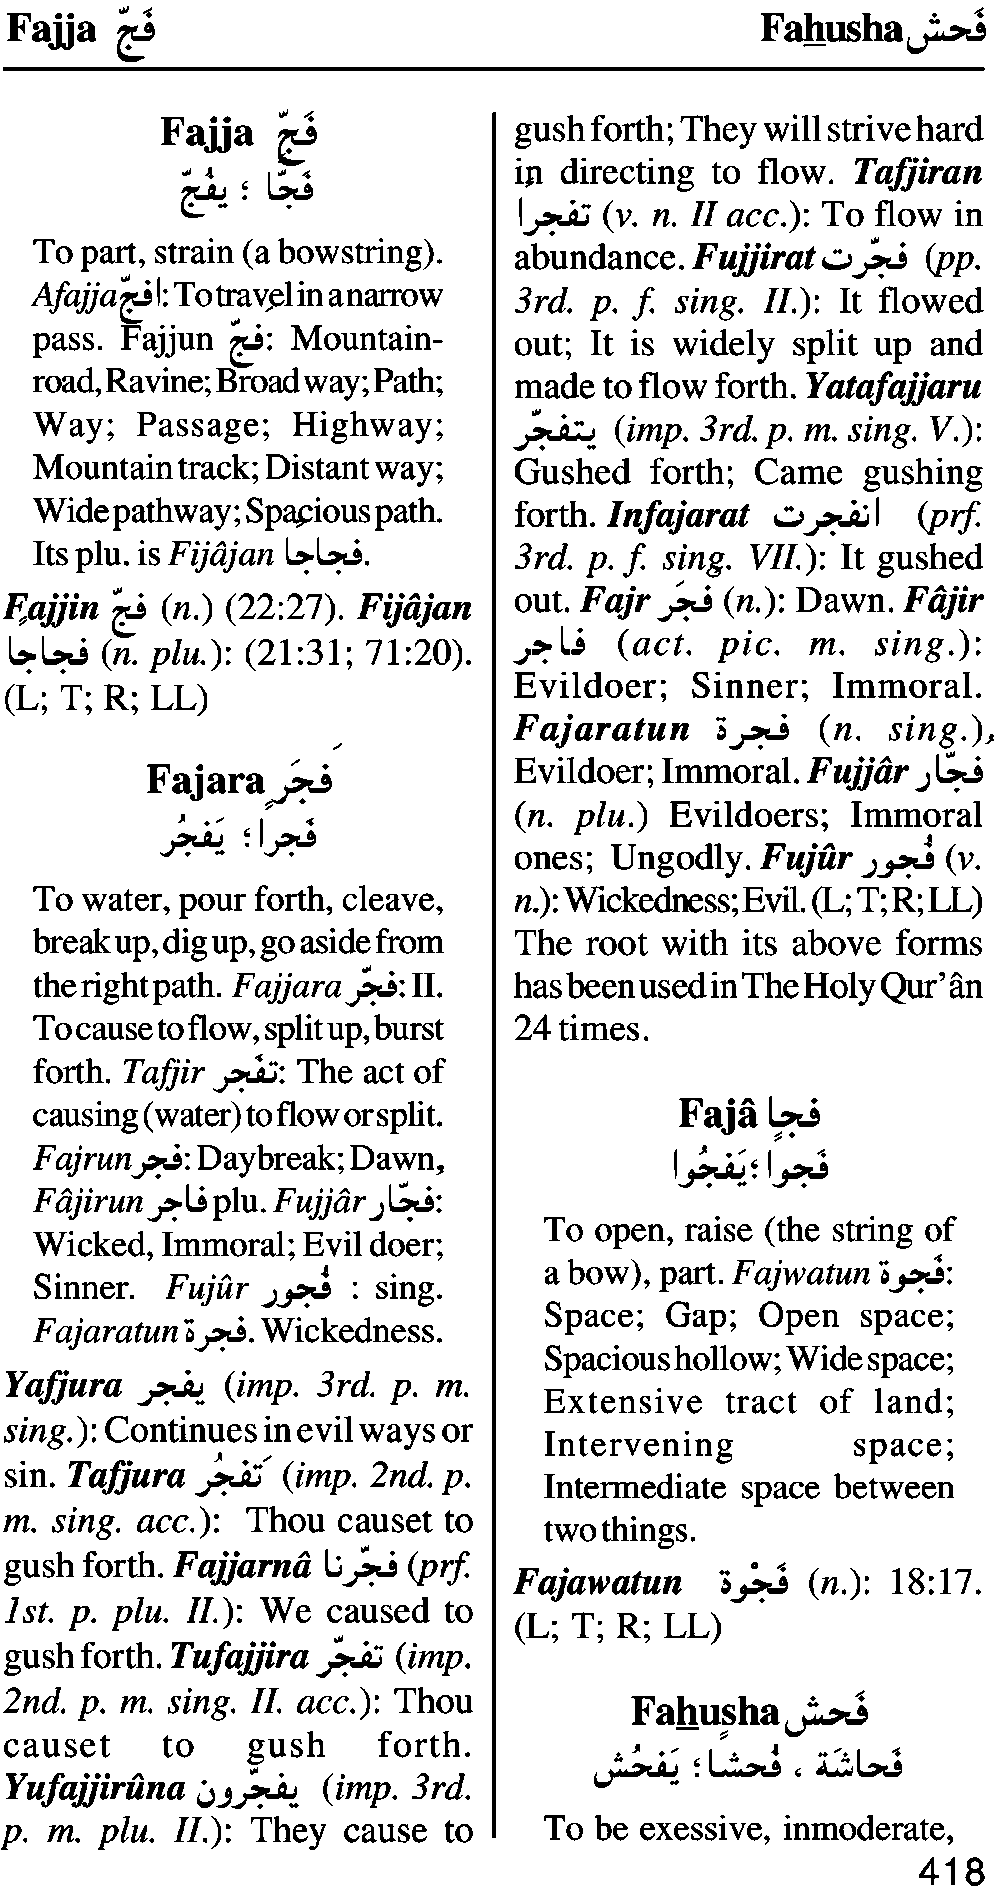 Fajja فَجّ
Fahusha فَحش
Fajja فَجّ
فَجّا ؛ يفُجّ
To part, strain (a bowstring).
Afajja افجّ: To travel in a narrow
pass. Fajjun فجّ: Mountain-
road, Ravine; Broad way; Path;
Way; Passage; Highway;
Mountain track; Distant way;
Wide pathway; Spacious path.
Its plu. is Fijâjan فجاجا.
Fajjin فجّ (n.) (22:27). Fijâjan
فجاجا (n. plu.): (21:31; 71:20).
(L; T; R; LL)
Fajara فجَر
فَجرا ؛ يَفجُر
To water, pour forth, cleave,
break up, dig up, go aside from
the right path. Fajjara فجّر: II.
To cause to flow, split up, burst
forth. Tafjir تفجر: The act of
causing (water) to flow or split.
Fajrun فجر: Daybreak; Dawn,
Fâjirun فاجر plu. Fujjâr فجّار:
Wicked, Immoral; Evil doer;
Sinner. Fujûr فُجور : sing.
Fajaratun فجرة. Wickedness.
Yafjura يفجر (imp. 3rd. p. m.
sing.): Continues in evil ways or
sin. Tafjura تَفجُر (imp. 2nd. p.
m. sing. acc.): Thou causet to
gush forth. Fajjarnâ فجّرنا (prf.
1st. p. plu. II.): We caused to
gush forth. Tufajjira تفجّر (imp.
2nd. p. m. sing. II. acc.): Thou
causet to gush forth.
Yufajjirûna يفجّرون (imp. 3rd.
p. m. plu. II.): They cause to
gush forth; They will strive hard
in directing to flow. Tafjiran
تفجرا (v. n. II acc.): To flow in
abundance. Fujjirat فجّرت (pp.
3rd. p. f. sing. II.): It flowed
out; It is widely split up and
made to flow forth. Yatafajjaru
يتفجّر (imp. 3rd. p. m. sing. V.):
Gushed forth; Came gushing
forth. Infajarat انفجرت (prf.
3rd. p. f. sing. VII.): It gushed
out. Fajr فجَر (n.): Dawn. Fâjir
فاجر (act. pic. m. sing.):
Evildoer; Sinner; Immoral.
Fajaratun فجرة (n. sing.),
Evildoer; Immoral. Fujjâr فجّار
(n. plu.) Evildoers; Immoral
ones; Ungodly. Fujûr فُجور (v.
n.): Wickedness; Evil. (L; T; R; LL)
The root with its above forms
has been used in The Holy Qur’ân
24 times.
Fajâ فجا
فَجوا ؛ يَفجُوا
To open, raise (the string of
a bow), part. Fajwatun فَجوة:
Space; Gap; Open space;
Spacious hollow; Wide space;
Extensive tract of land;
Intervening space;
Intermediate space between
two things.
Fajawatun فَجْوة (n.): 18:17.
(L; T; R; LL)
Fahusha فَحش
فَحاشَة ، فُحشا ؛ يَفحُش
To be exessive, inmoderate,
418